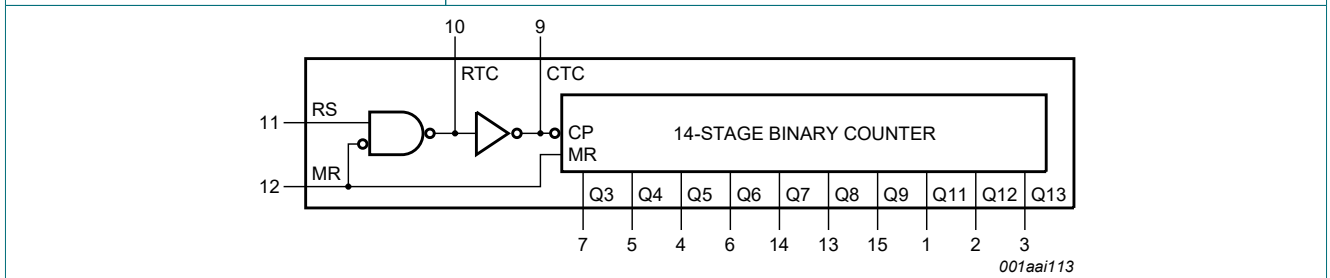 10 9
RTC CTC
RS
11
CP
14-STAGE BINARY COUNTER
MR
MR
12
Q3 Q4 Q5 Q6 Q7 Q8 Q9 Q11 Q12 Q13
7 5 4 6 14 13 15 1 2 3
001aai113